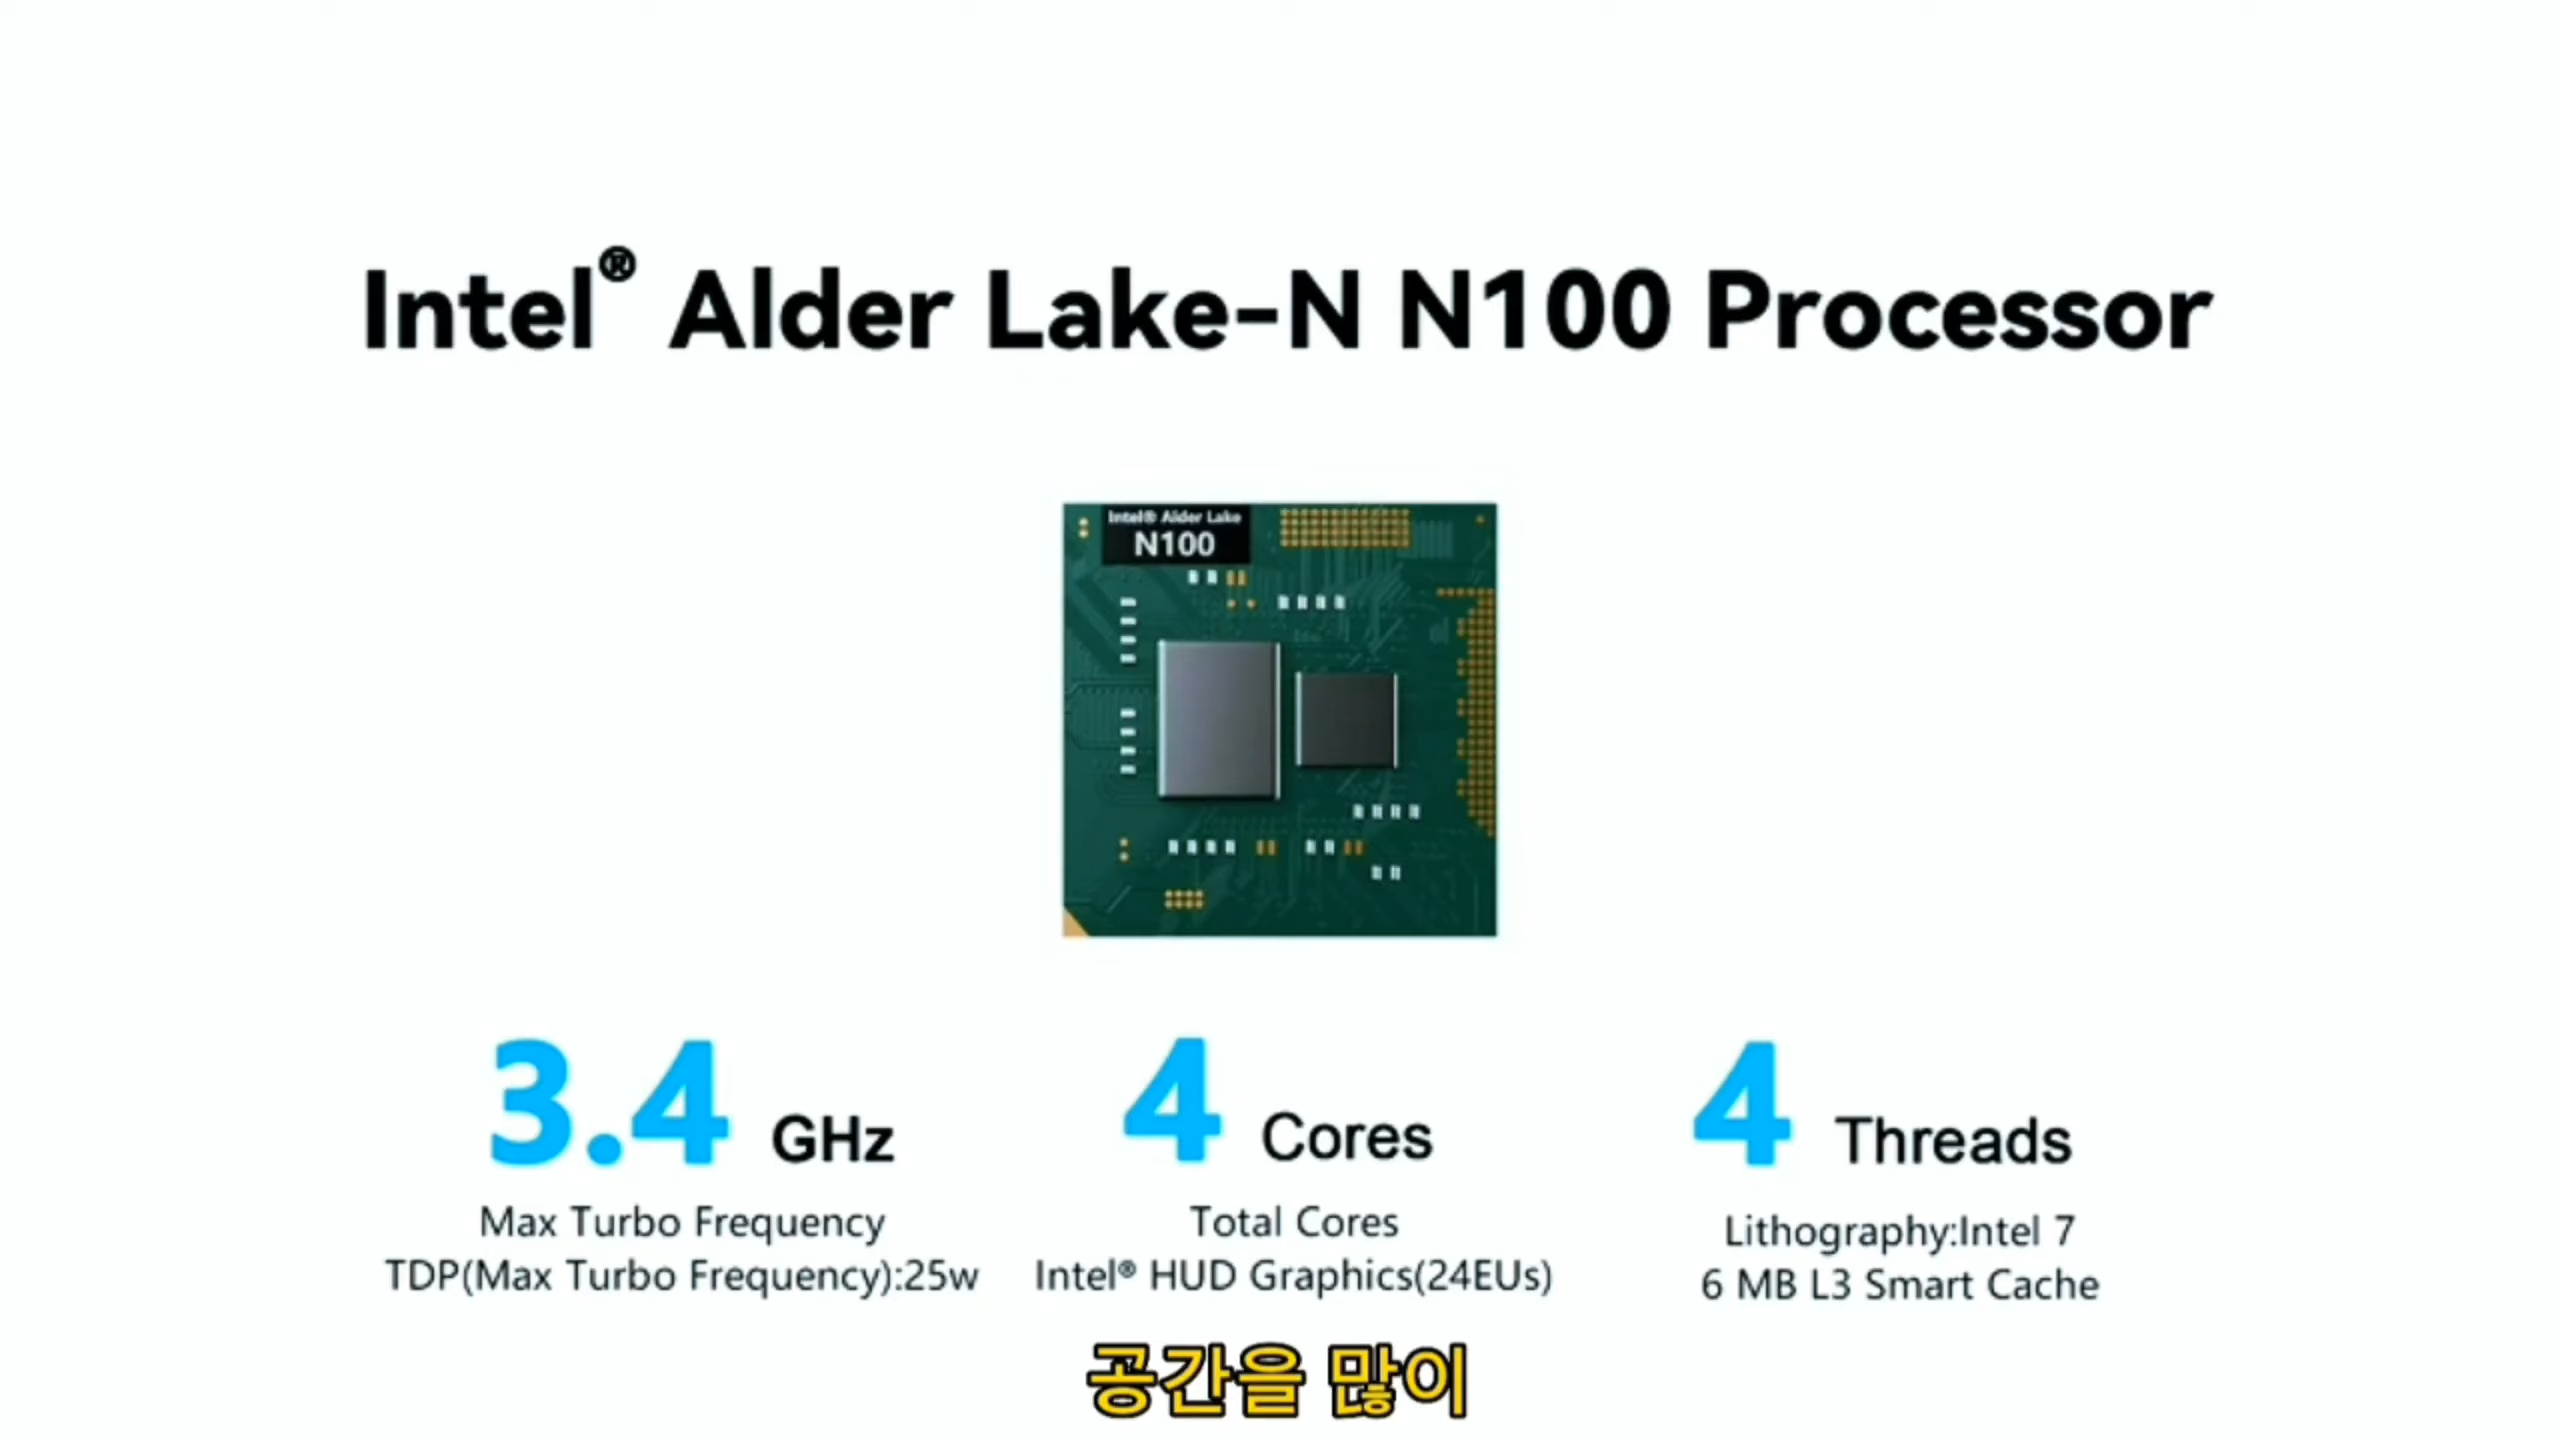 Intel® Alder Lake-N N100 Processor
Intel® Alder Lake
N100
3.4 GHz
Max Turbo Frequency
TDP(Max Turbo Frequency):25w
4 Cores
Total Cores
Intel® HUD Graphics(24EUs)
4 Threads
Lithography:Intel 7
6 MB L3 Smart Cache
공간을 많이